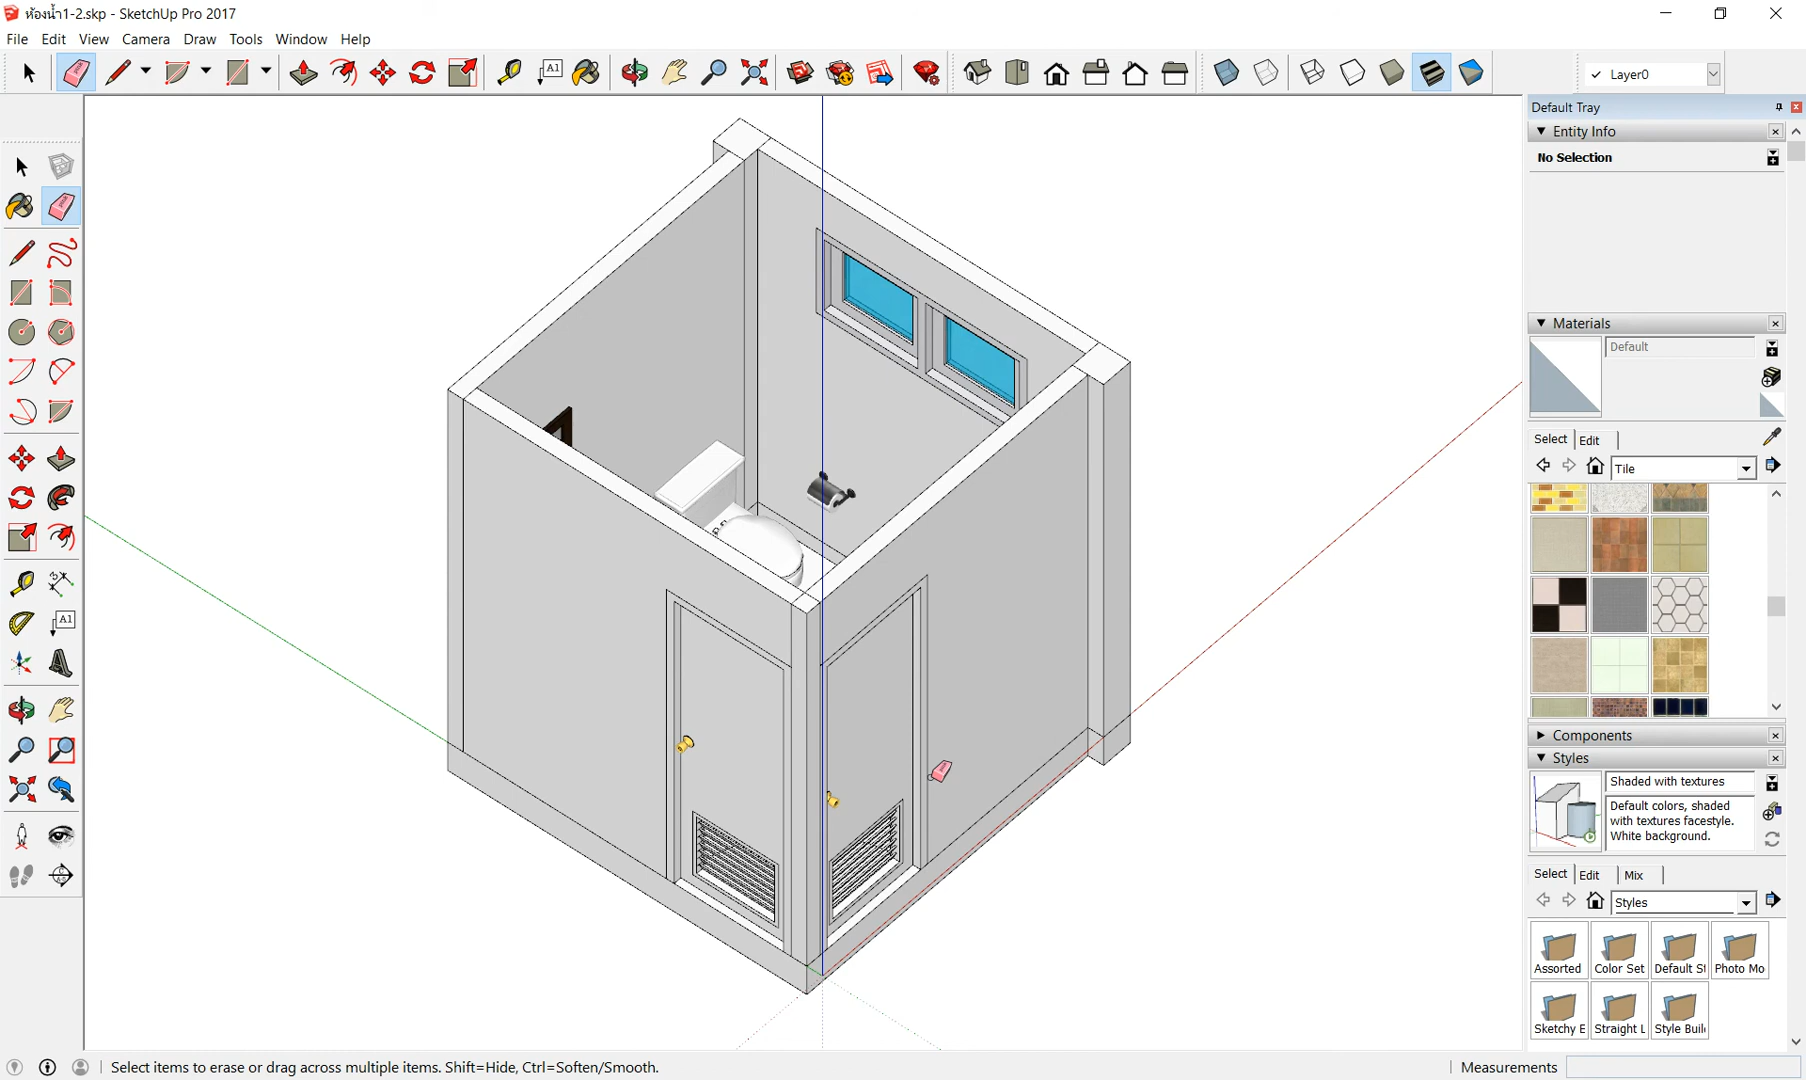 ห้องน้ำ1-2.skp - SketchUp Pro 2017
File Edit View Camera Draw Tools Window Help
A1
Layer0
Default Tray
Entity Info
No Selection
Materials
Default
Select Edit
Tile
Components
Styles
Shaded with textures
Default colors, shaded
with textures facestyle.
White background.
Select Edit Mix
Styles
Assorted Color Set Default St Photo Mo
Sketchy E Straight L Style Buil
A1
Select items to erase or drag across multiple items. Shift=Hide, Ctrl=Soften/Smooth.
Measurements